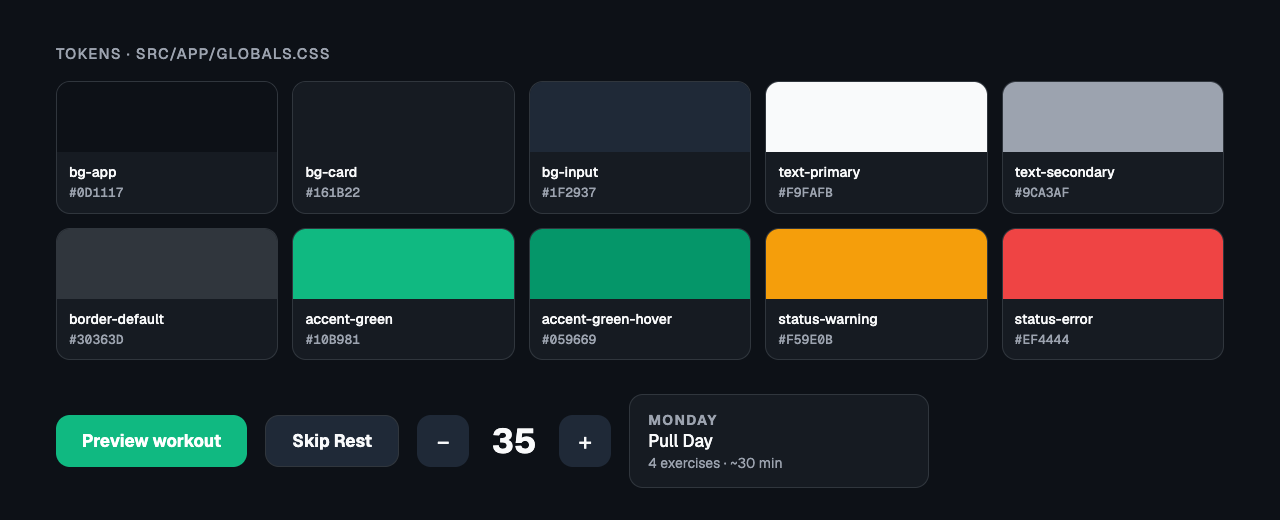 TOKENS · SRC/APP/GLOBALS.CSS
bg-app
#0D1117
bg-card
#161B22
bg-input
#1F2937
text-primary
#F9FAFB
text-secondary
#9CA3AF
border-default
#30363D
accent-green
#10B981
accent-green-hover
#059669
status-warning
#F59E0B
status-error
#EF4444
Preview workout
Skip Rest
−
35
+
MONDAY
Pull Day
4 exercises · ~30 min